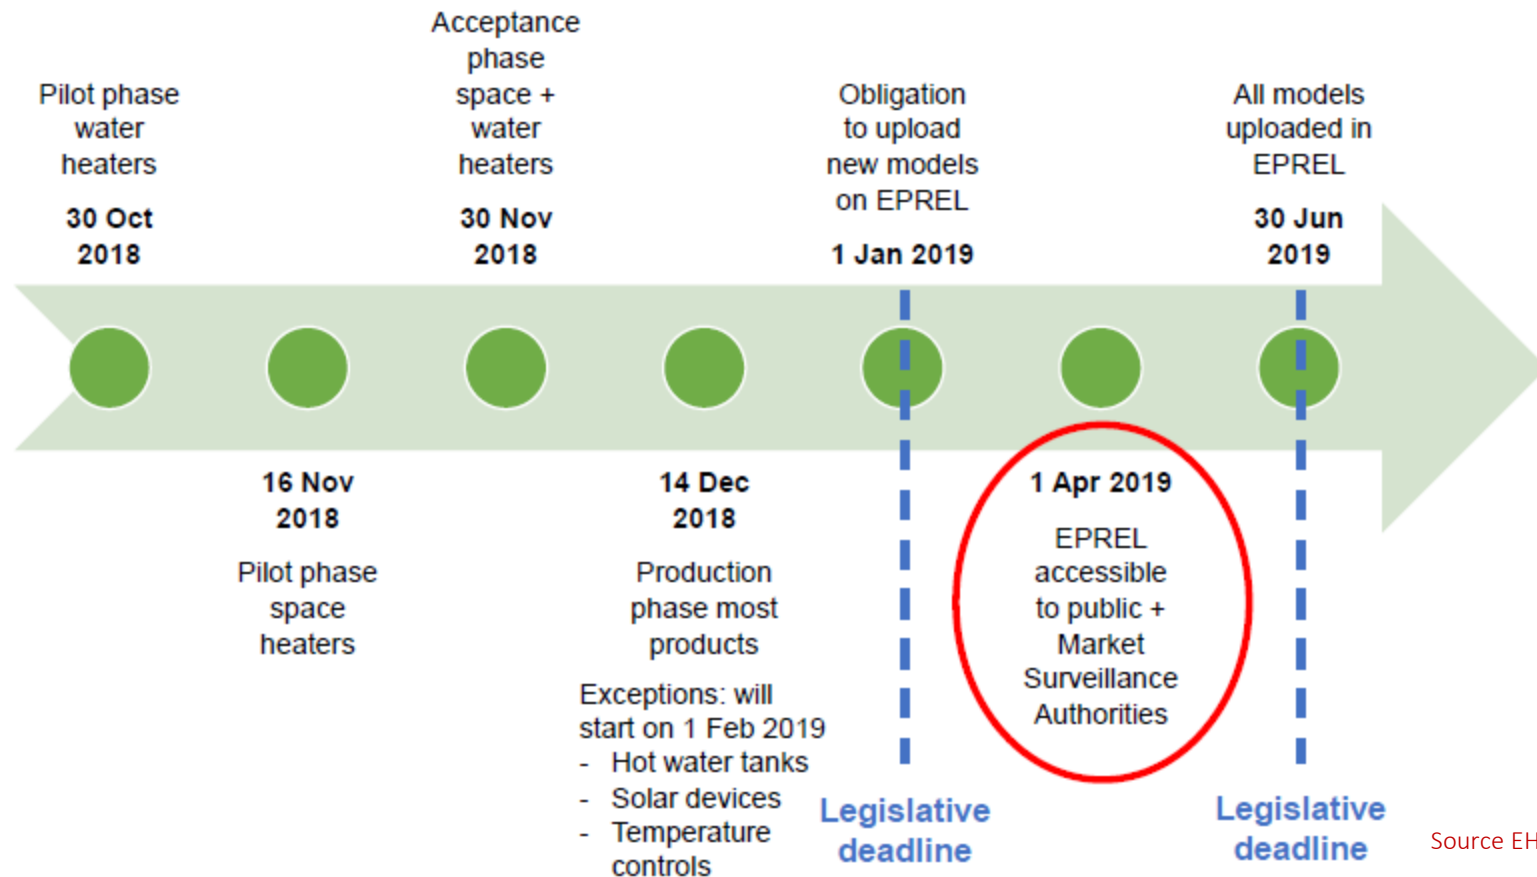 Pilot phase
water
heaters
30 Oct
2018
16 Nov
2018
Pilot phase
space
heaters
Acceptance
phase
space +
water
heaters
30 Nov
2018
14 Dec
2018
Production
phase most
products
Exceptions: will
start on 1 Feb 2019
- Hot water tanks
- Solar devices
- Temperature
controls
Obligation
to upload
new models
on EPREL
1 Jan 2019
Legislative
deadline
1 Apr 2019
EPREL
accessible
to public +
Market
Surveillance
Authorities
All models
uploaded in
EPREL
30 Jun
2019
Legislative
deadline
Source EH